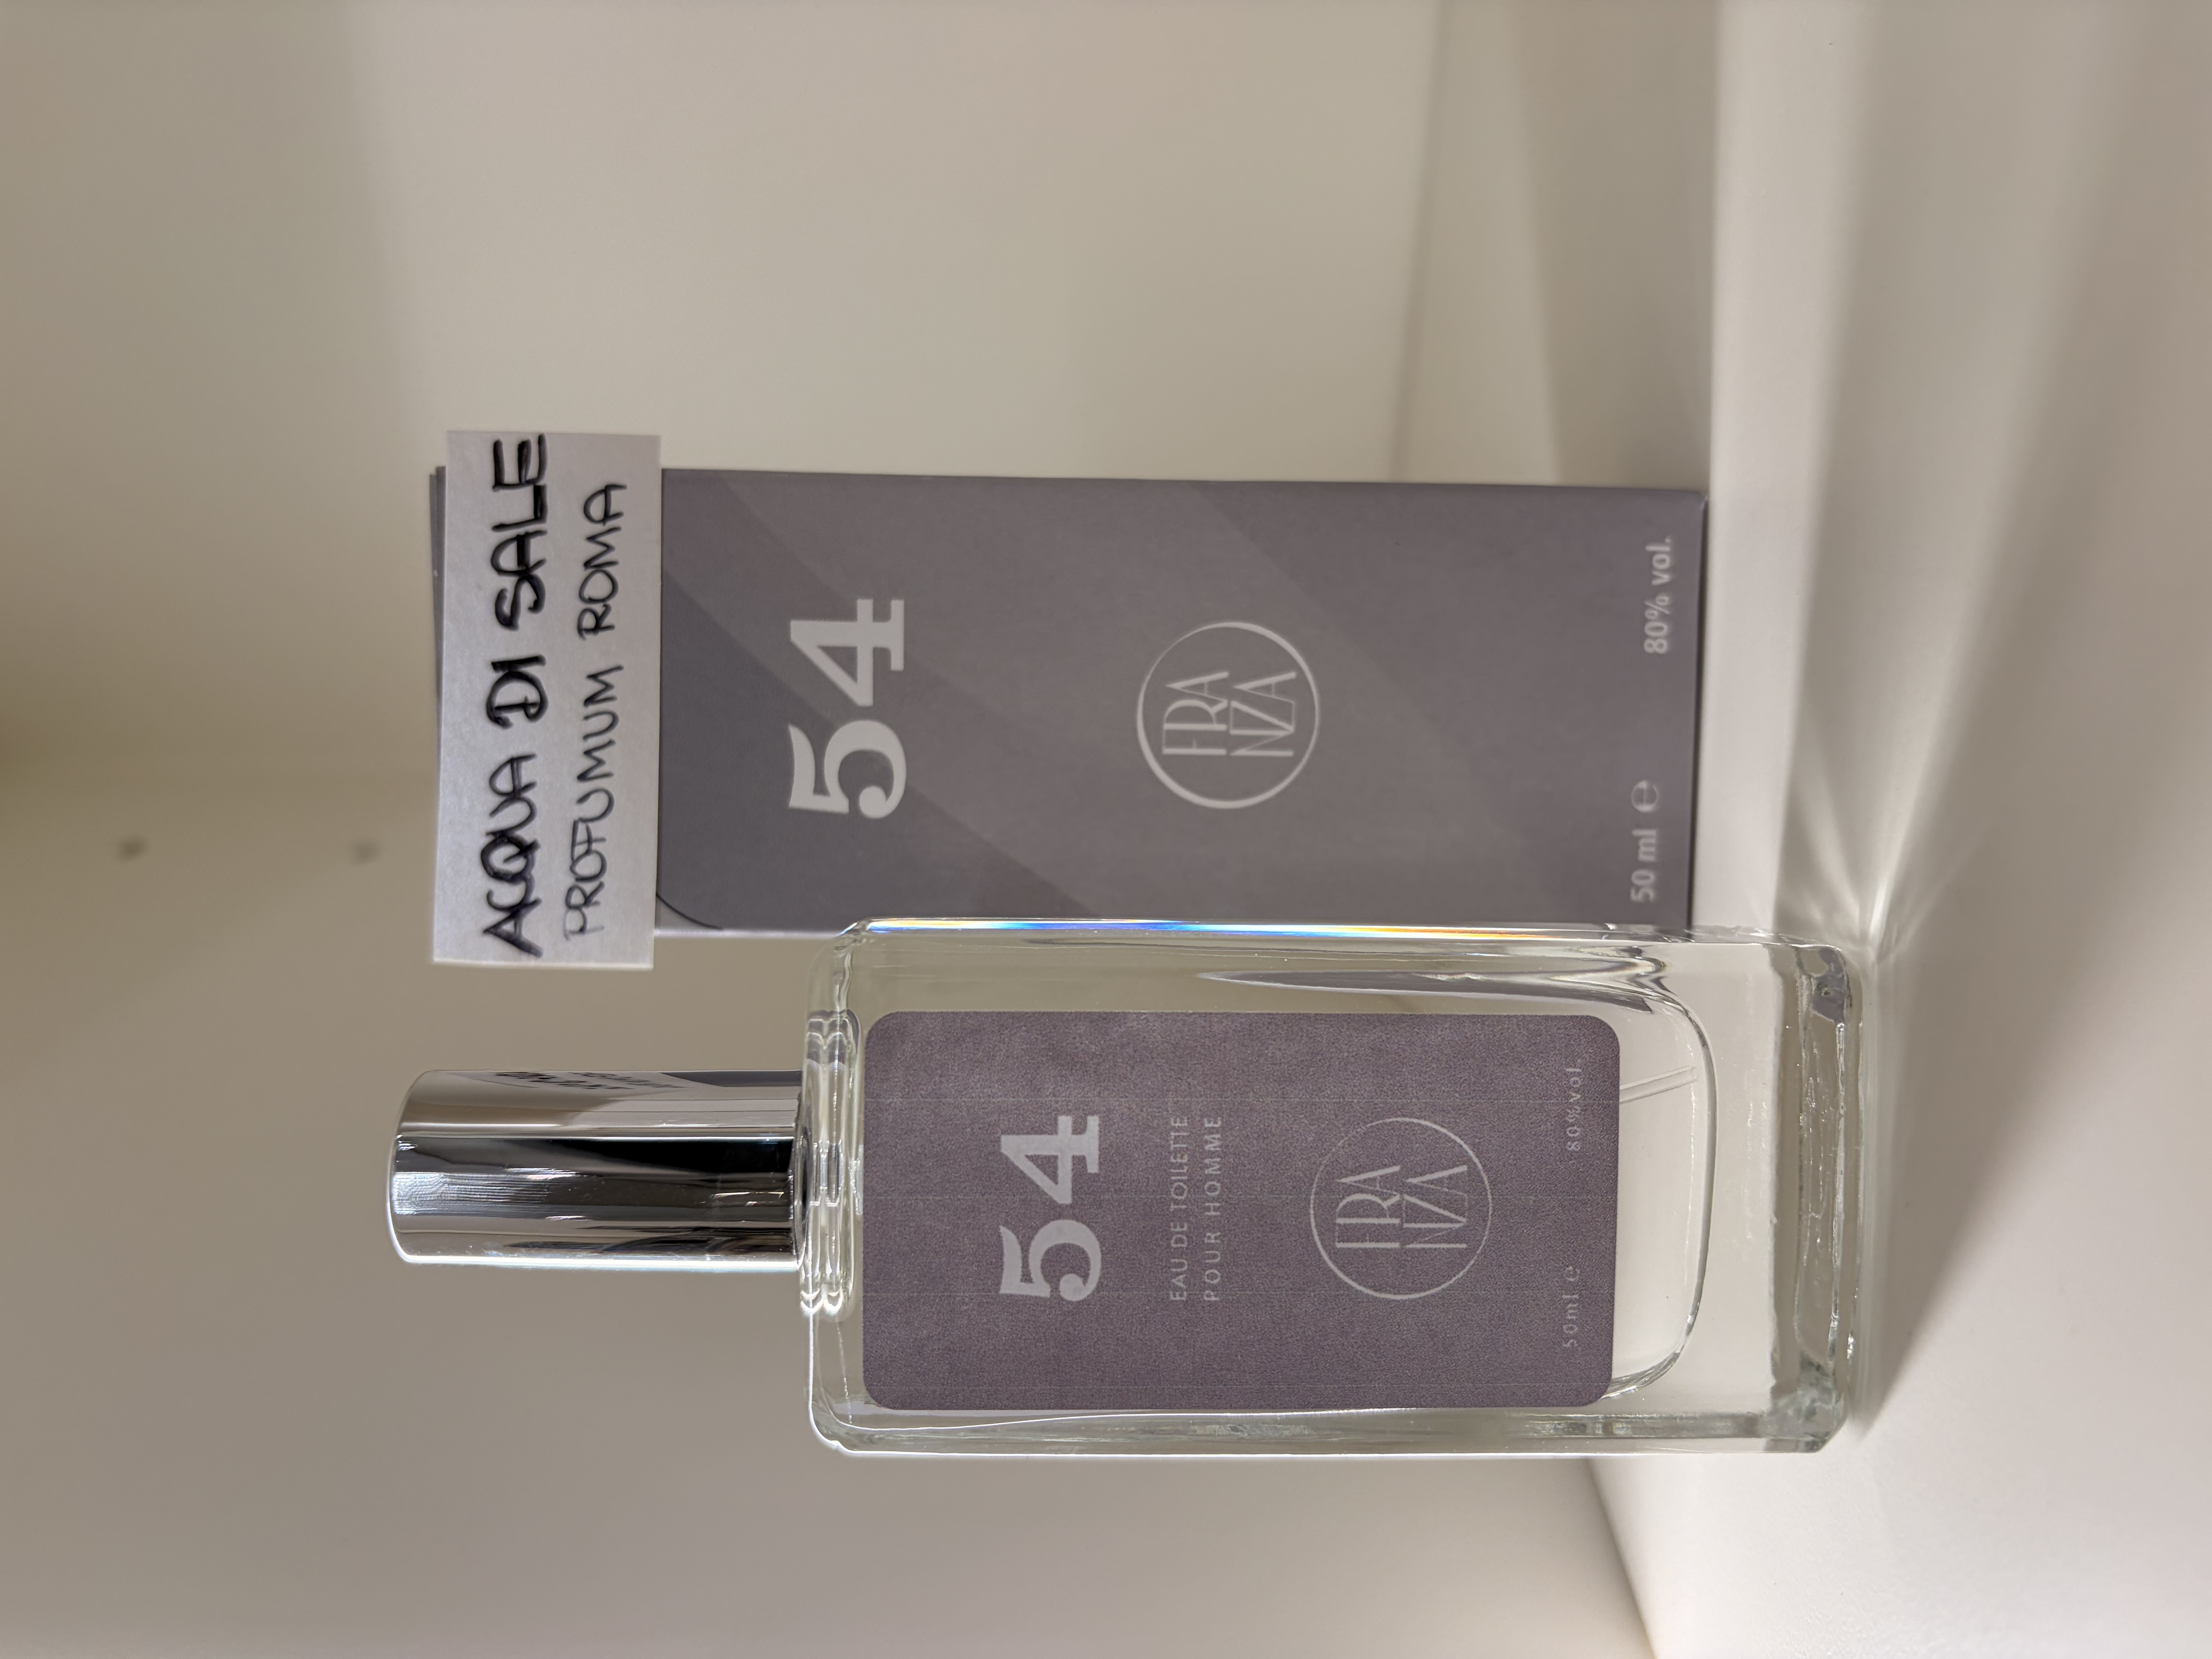 ACQUA DI SALE
PROFUMUM ROMA
54
FRA
NZA
50 ml e 80% vol.
54
EAU DE TOILETTE
POUR HOMME
FRA
NZA
50ml e 80%vol.